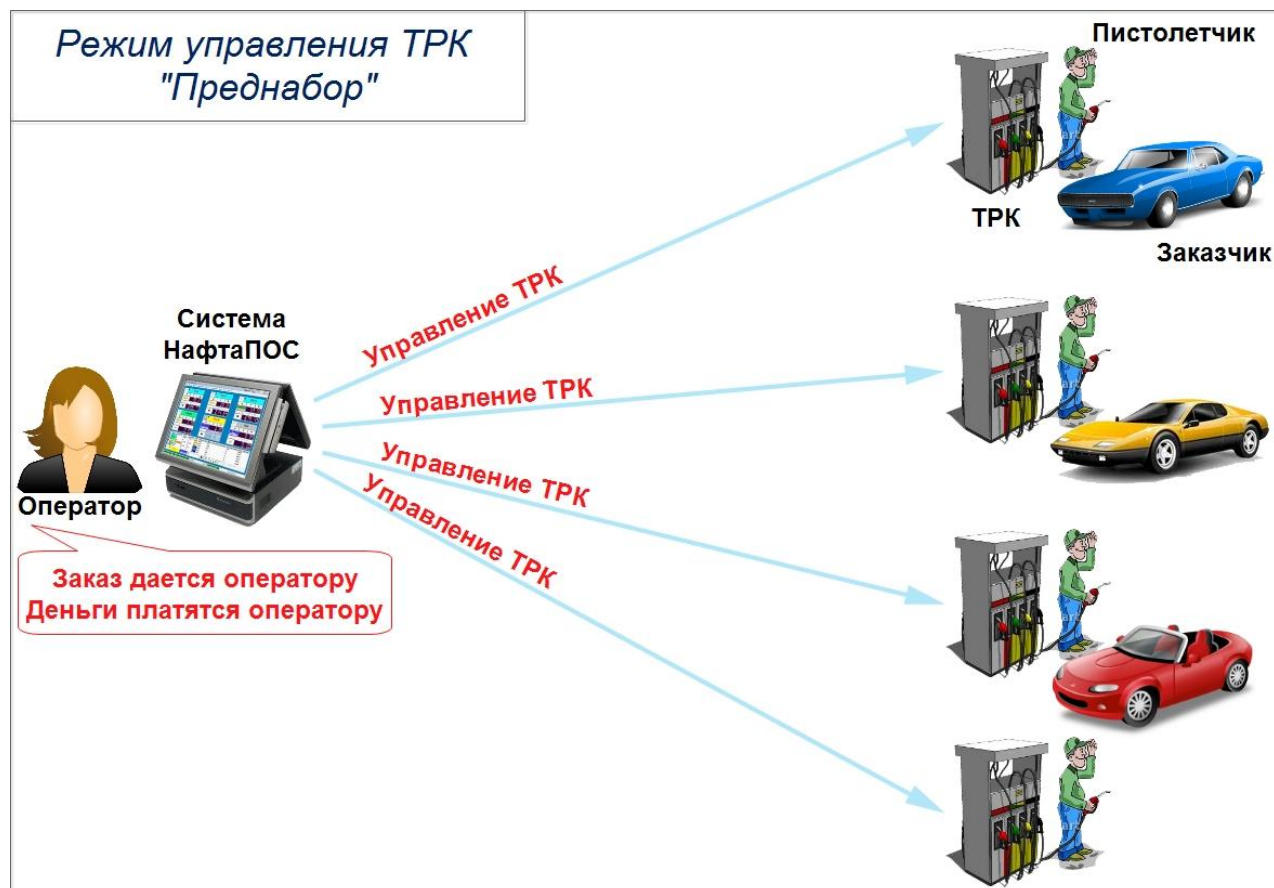 Режим управления ТРК
"Преднабор"
Пистолетчик
ТРК
Заказчик
Управление ТРК
Система
НафтаПОС
Управление ТРК
Управление ТРК
Управление ТРК
Оператор
Заказ дается оператору
Деньги платятся оператору